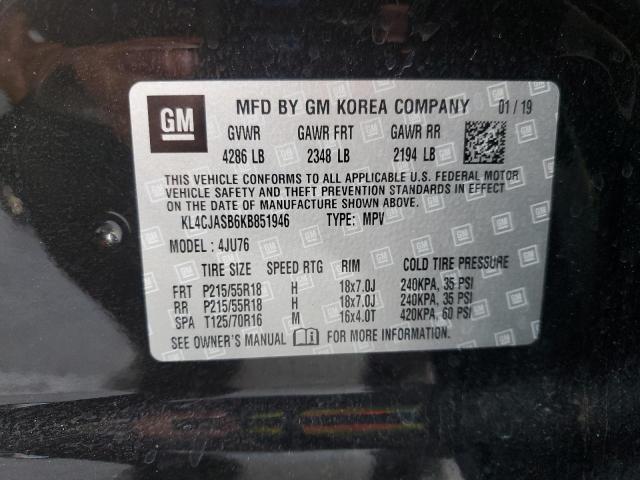 GM MFD BY GM KOREA COMPANY 01/19
GVWR GAWR FRT GAWR RR
4286 LB 2348 LB 2194 LB
THIS VEHICLE CONFORMS TO ALL APPLICABLE U.S. FEDERAL MOTOR
VEHICLE SAFETY AND THEFT PREVENTION STANDARDS IN EFFECT
ON THE DATE OF MANUFACTURE SHOWN ABOVE.
KL4CJASB6KB851946 TYPE: MPV
MODEL : 4JU76
TIRE SIZE SPEED RTG RIM COLD TIRE PRESSURE
FRT P215/55R18 H 18x7.0J 240KPA, 35 PSI
RR P215/55R18 H 18x7.0J 240KPA, 35 PSI
SPA T125/70R16 M 16x4.0T 420KPA, 60 PSI
SEE OWNER'S MANUAL FOR MORE INFORMATION.